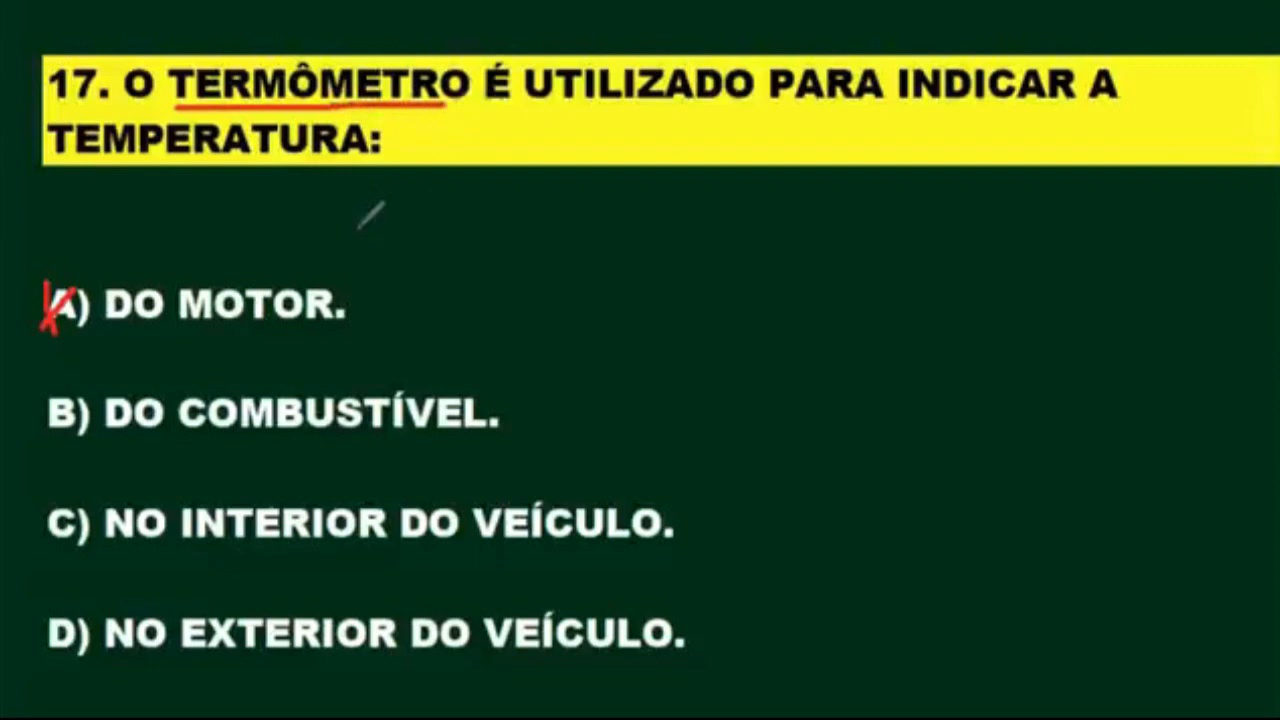 17. O TERMÔMETRO É UTILIZADO PARA INDICAR A
TEMPERATURA:
A) DO MOTOR.
B) DO COMBUSTÍVEL.
C) NO INTERIOR DO VEÍCULO.
D) NO EXTERIOR DO VEÍCULO.